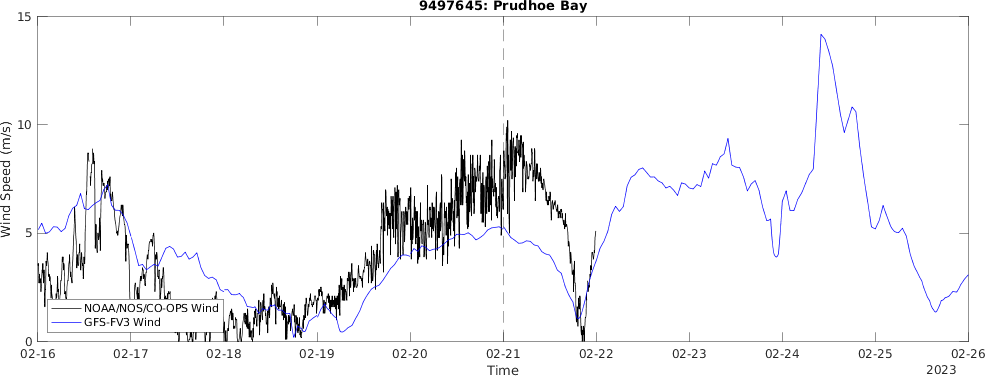 9497645: Prudhoe Bay
15
10
5
0
Wind Speed (m/s)
NOAA/NOS/CO-OPS Wind
GFS-FV3 Wind
02-16 02-17 02-18 02-19 02-20 02-21 02-22 02-23 02-24 02-25 02-26
Time
2023